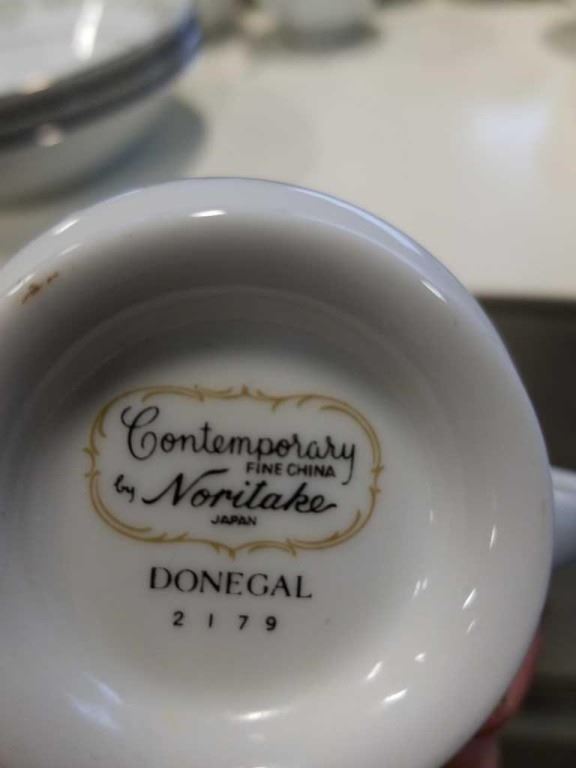 Contemporary
FINE CHINA
by Noritake
JAPAN
DONEGAL
2179